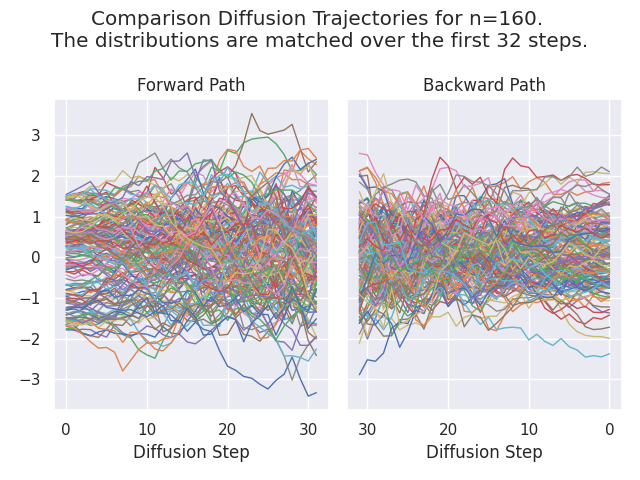 Comparison Diffusion Trajectories for n=160.
The distributions are matched over the first 32 steps.
Forward Path
Backward Path
3
2
1
0
−1
−2
−3
0 10 20 30
30 20 10 0
Diffusion Step
Diffusion Step